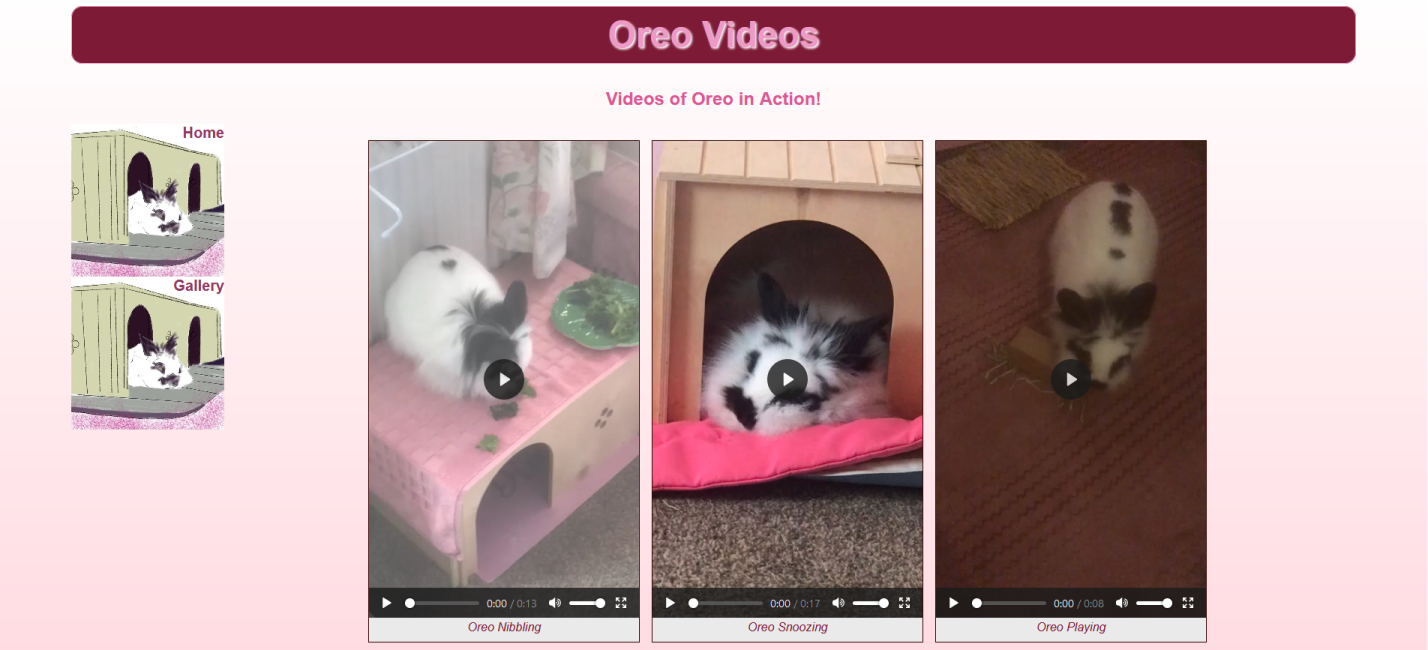 Oreo Videos
Videos of Oreo in Action!
Home
Gallery
0:00 / 0:13
Oreo Nibbling
0:00 / 0:17
Oreo Snoozing
0:00 / 0:08
Oreo Playing